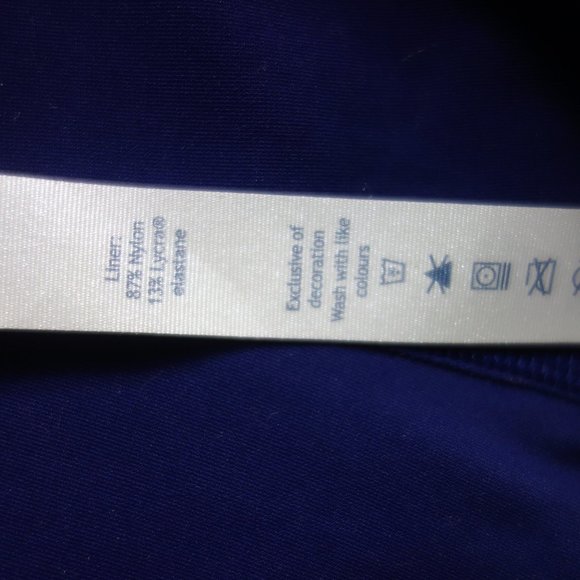 Liner:
87% Nylon
13% Lycra®
elastane
Exclusive of
decoration
Wash with like
colours